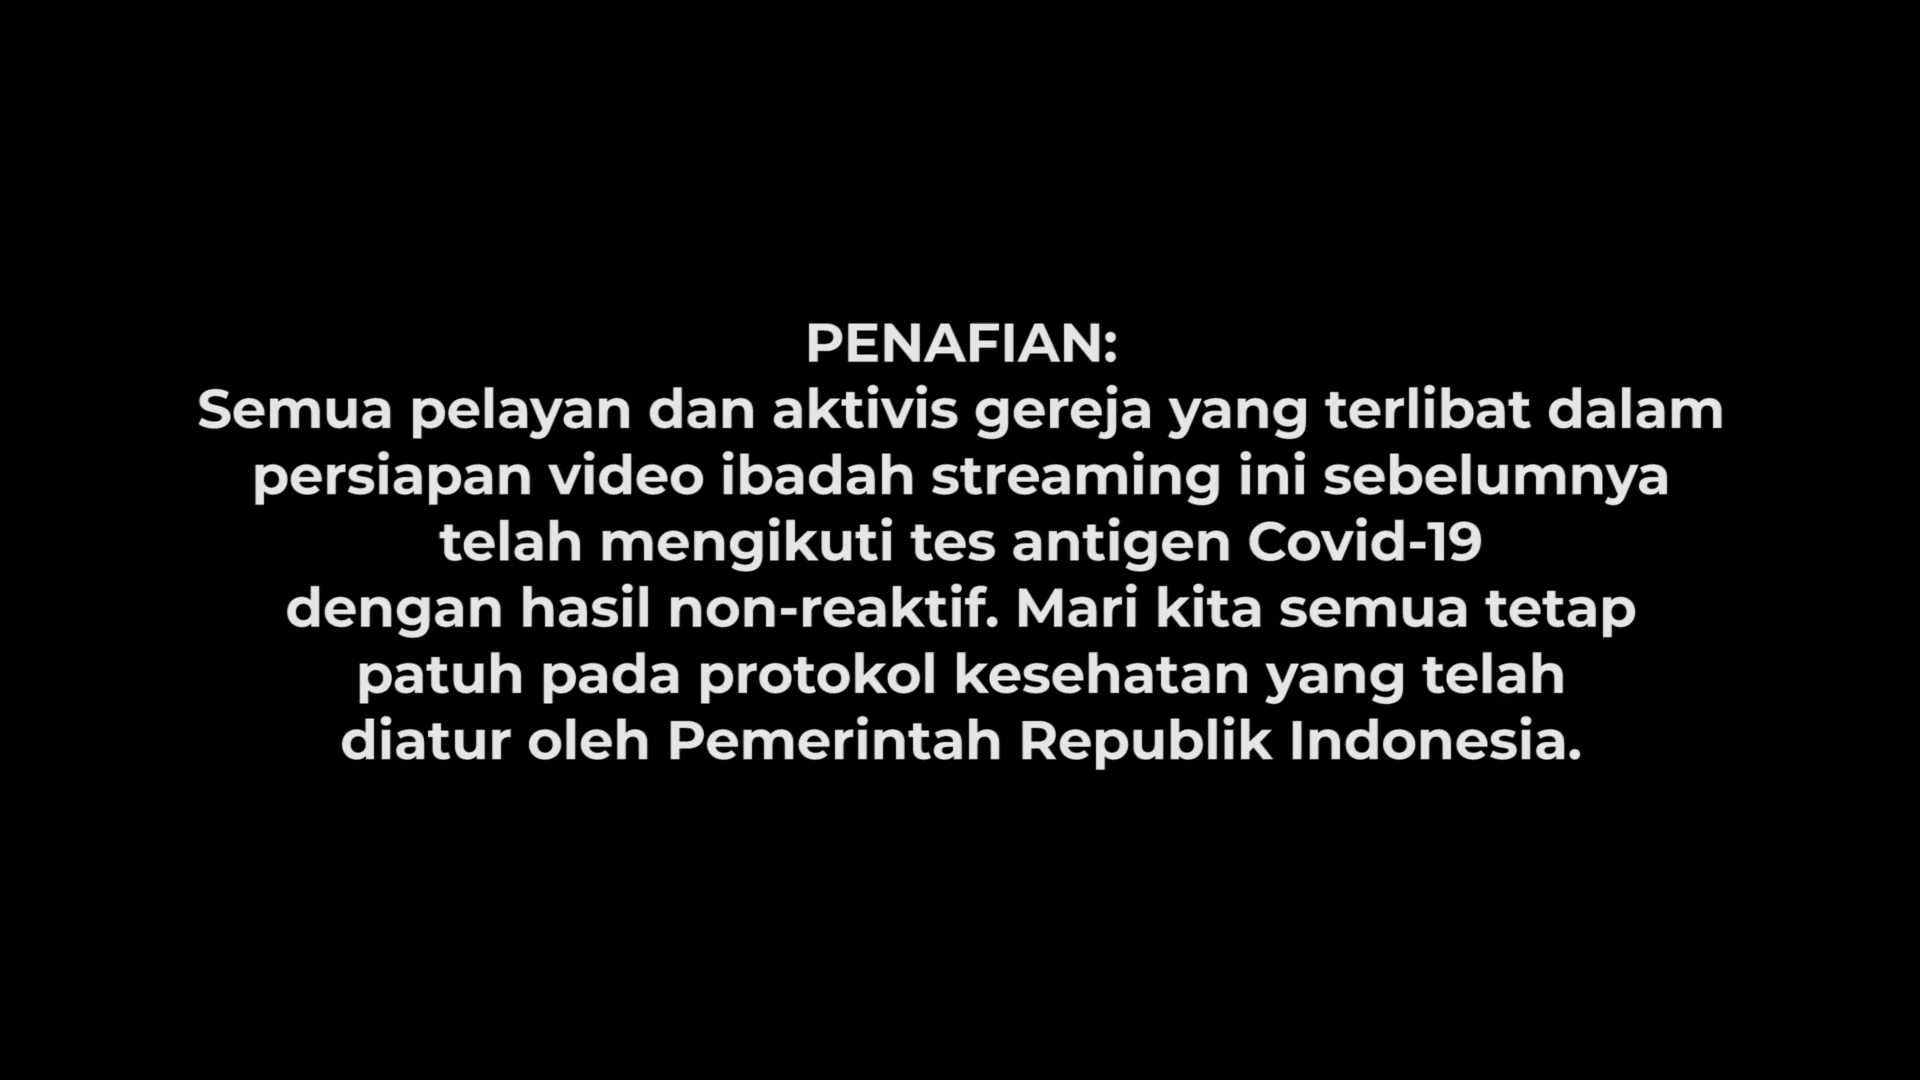 PENAFIAN:
Semua pelayan dan aktivis gereja yang terlibat dalam
persiapan video ibadah streaming ini sebelumnya
telah mengikuti tes antigen Covid-19
dengan hasil non-reaktif. Mari kita semua tetap
patuh pada protokol kesehatan yang telah
diatur oleh Pemerintah Republik Indonesia.